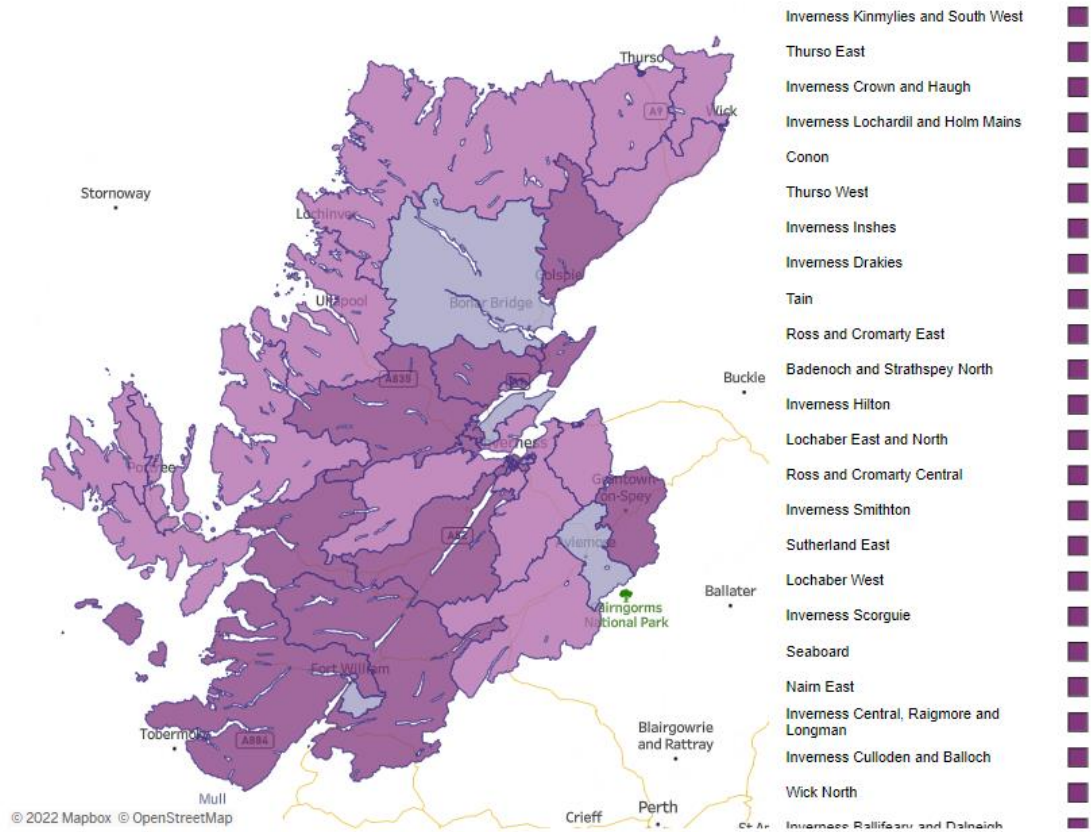 Inverness Kinmylies and South West
Thurso East
Inverness Crown and Haugh
Inverness Lochardil and Holm Mains
Conon
Thurso West
Inverness Inshes
Inverness Drakies
Tain
Ross and Cromarty East
Badenoch and Strathspey North
Inverness Hilton
Lochaber East and North
Ross and Cromarty Central
Inverness Smithton
Sutherland East
Lochaber West
Inverness Scorguie
Seaboard
Nairn East
Inverness Central, Raigmore and
Longman
Inverness Culloden and Balloch
Wick North
Inverness Ballifeary and Dalneigh
Thurso
A9
Wick
Stornoway
Lochinver
Golspie
Ullapool
Bonar Bridge
A835
Buckie
Inverness
Portree
Grantown-
on-Spey
A82
Aviemore
Ballater
Cairngorms
National Park
Fort William
Tobermory
A884
Blairgowrie
and Rattray
Mull
Perth
Crieff
© 2022 Mapbox © OpenStreetMap